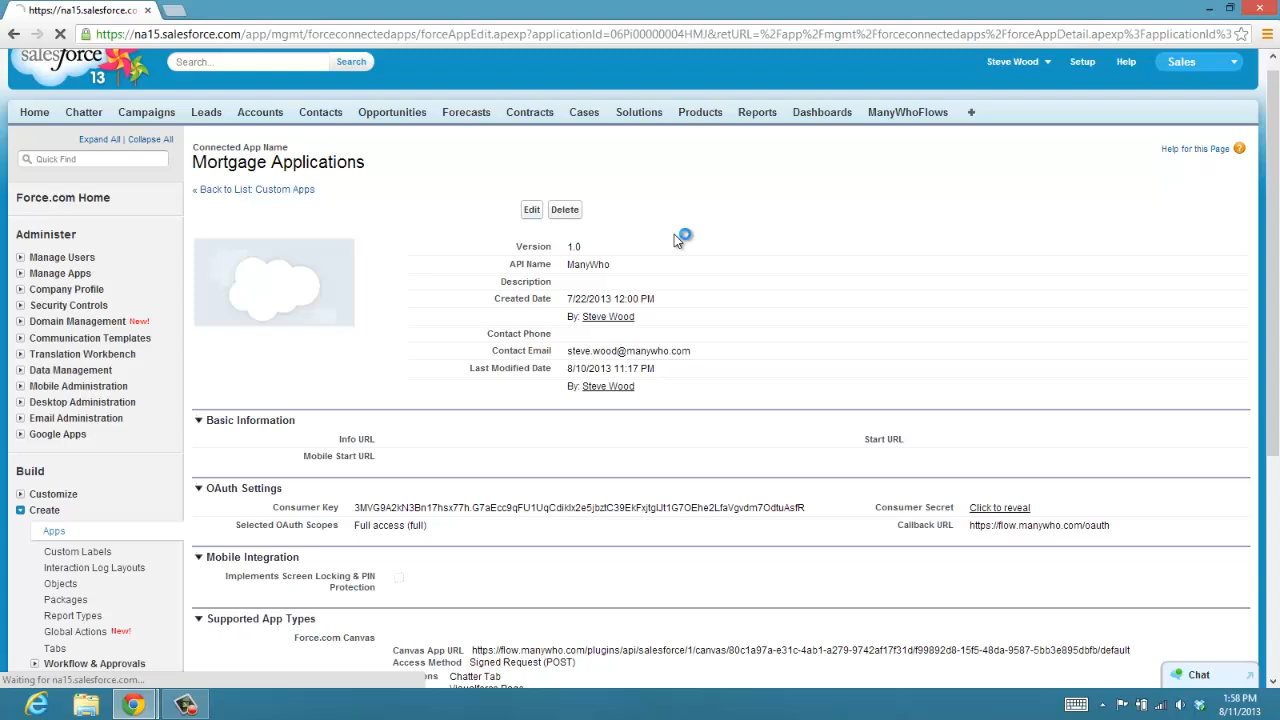 https://na15.salesforce.co
https://na15.salesforce.com/app/mgmt/forceconnectedapps/forceAppEdit.apexp?applicationId=06Pi00000004HMJ&retURL=%2Fapp%2Fmgmt%2Fforceconnectedapps%2FforceAppDetail.apexp%3FapplicationId%3
salesforce
13
Search...
Search
Steve Wood
Setup
Help
Sales
Home
Chatter
Campaigns
Leads
Accounts
Contacts
Opportunities
Forecasts
Contracts
Cases
Solutions
Products
Reports
Dashboards
ManyWhoFlows
+
Expand All | Collapse All
Quick Find
Force.com Home
Administer
Manage Users
Manage Apps
Company Profile
Security Controls
Domain Management New!
Communication Templates
Translation Workbench
Data Management
Mobile Administration
Desktop Administration
Email Administration
Google Apps
Build
Customize
Create
Apps
Custom Labels
Interaction Log Layouts
Objects
Packages
Report Types
Global Actions New!
Tabs
Workflow & Approvals
Connected App Name
Mortgage Applications
« Back to List: Custom Apps
Help for this Page ?
Edit
Delete
Version 1.0
API Name ManyWho
Description
Created Date 7/22/2013 12:00 PM
By: Steve Wood
Contact Phone
Contact Email steve.wood@manywho.com
Last Modified Date 8/10/2013 11:17 PM
By: Steve Wood
Basic Information
Info URL
Start URL
Mobile Start URL
OAuth Settings
Consumer Key
Consumer Secret Click to reveal
Selected OAuth Scopes Full access (full)
Callback URL https://flow.manywho.com/oauth
Mobile Integration
Implements Screen Locking & PIN
Protection
Supported App Types
Force.com Canvas
Canvas App URL https://flow.manywho.com/plugins/api/salesforce/1/canvas/80c1a97a-e31c-4ab1-a279-9742af17f31d/f99892d8-15f5-48da-9587-5bb3e895dbfb/default
Access Method Signed Request (POST)
Chatter Tab
Chat
Waiting for na15.salesforce.com...
1:58 PM
8/11/2013